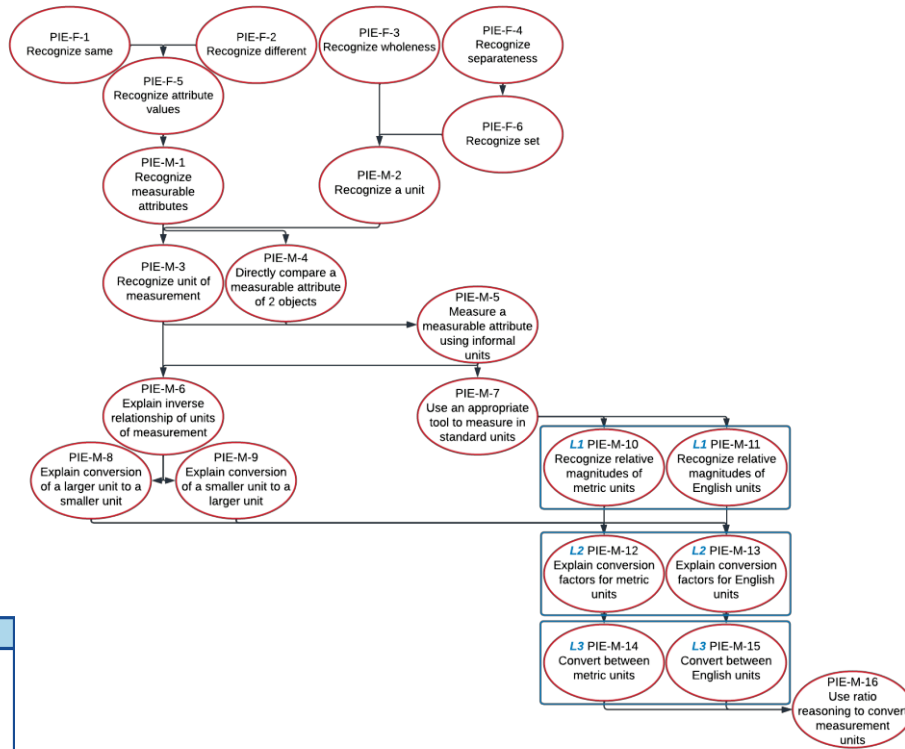 PIE-F-1
Recognize same
PIE-F-2
Recognize different
PIE-F-3
Recognize wholeness
PIE-F-4
Recognize
separateness
PIE-F-5
Recognize attribute
values
PIE-F-6
Recognize set
PIE-M-1
Recognize
measurable
attributes
PIE-M-2
Recognize a unit
PIE-M-3
Recognize unit of
measurement
PIE-M-4
Directly compare a
measurable attribute
of 2 objects
PIE-M-5
Measure a
measurable attribute
using informal
units
PIE-M-6
Explain inverse
relationship of units
of measurement
PIE-M-7
Use an appropriate
tool to measure in
standard units
PIE-M-8
Explain conversion
of a larger unit to a
smaller unit
PIE-M-9
Explain conversion
of a smaller unit to a
larger unit
L1 PIE-M-10
Recognize relative
magnitudes of
metric units
L1 PIE-M-11
Recognize relative
magnitudes of
English units
L2 PIE-M-12
Explain conversion
factors for metric
units
L2 PIE-M-13
Explain conversion
factors for English
units
L3 PIE-M-14
Convert between
metric units
L3 PIE-M-15
Convert between
English units
PIE-M-16
Use ratio
reasoning to convert
measurement
units